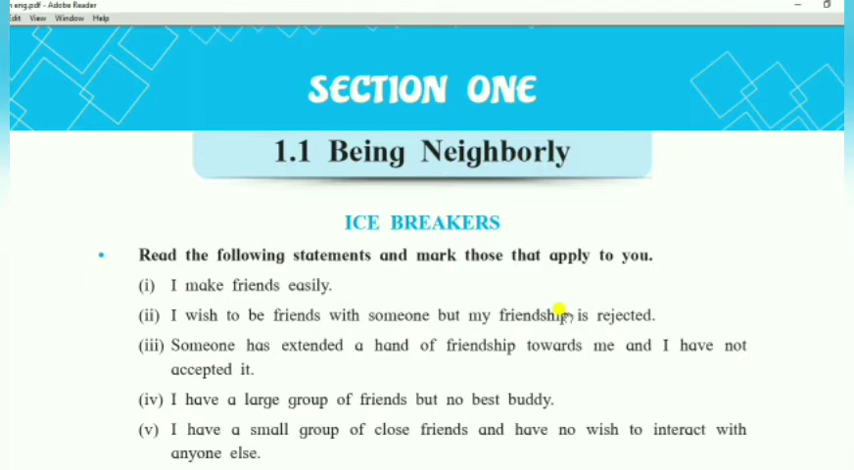 eng.pdf - Adobe Reader
Edit View Window Help
SECTION ONE
1.1 Being Neighborly
ICE BREAKERS
• Read the following statements and mark those that apply to you.
(i) I make friends easily.
(ii) I wish to be friends with someone but my friendship is rejected.
(iii) Someone has extended a hand of friendship towards me and I have not
accepted it.
(iv) I have a large group of friends but no best buddy.
(v) I have a small group of close friends and have no wish to interact with
anyone else.